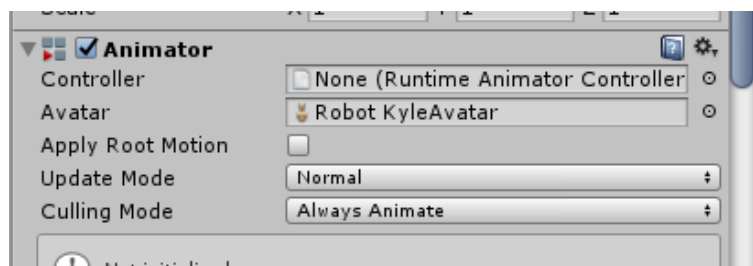 Animator
Controller None (Runtime Animator Controller
Avatar Robot KyleAvatar
Apply Root Motion
Update Mode Normal
Culling Mode Always Animate